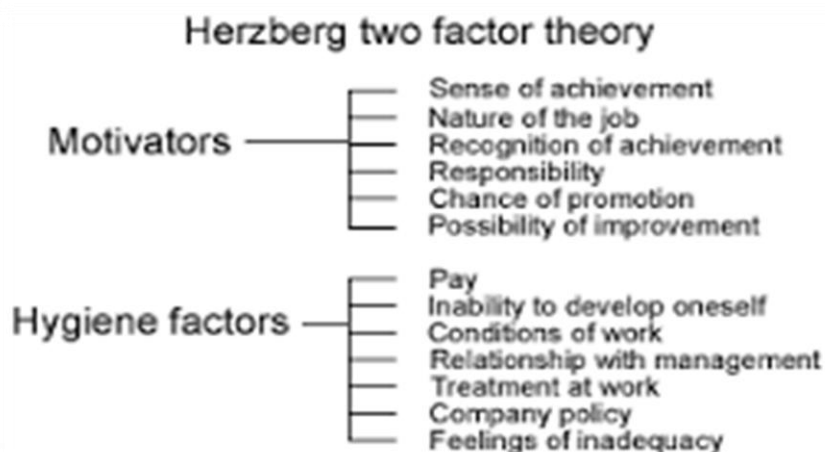 Herzberg two factor theory
Motivators
Sense of achievement
Nature of the job
Recognition of achievement
Responsibility
Chance of promotion
Possibility of improvement
Hygiene factors
Pay
Inability to develop oneself
Conditions of work
Relationship with management
Treatment at work
Company policy
Feelings of inadequacy